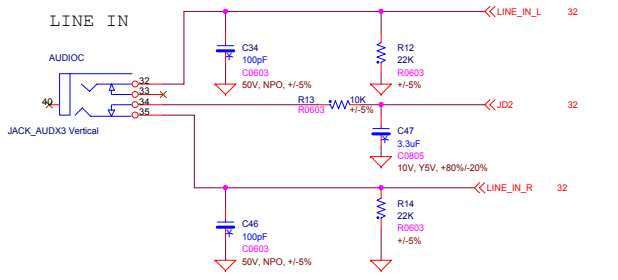 LINE IN
AUDIOC
JACK_AUDX3 Vertical
40
32
33
34
35
C34
100pF
C0603
50V, NPO, +/-5%
R12
22K
R0603
+/-5%
LINE_IN_L 32
R13 10K
R0603 +/-5%
JD2 32
C47
3.3uF
C0805
10V, Y5V, +80%/-20%
LINE_IN_R 32
C46
100pF
C0603
50V, NPO, +/-5%
R14
22K
R0603
+/-5%